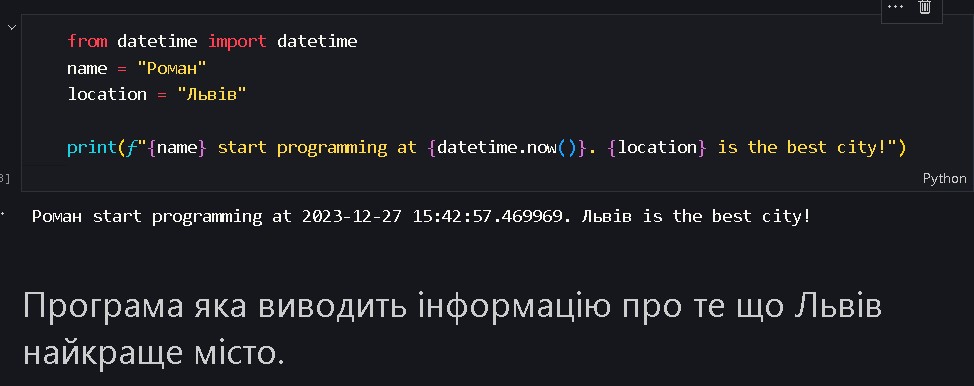 from datetime import datetime
name = "Роман"
location = "Львів"
print(f"{name} start programming at {datetime.now()}. {location} is the best city!")
3]
Python
Роман start programming at 2023-12-27 15:42:57.469969. Львів is the best city!
Програма яка виводить інформацію про те що Львів
найкраще місто.